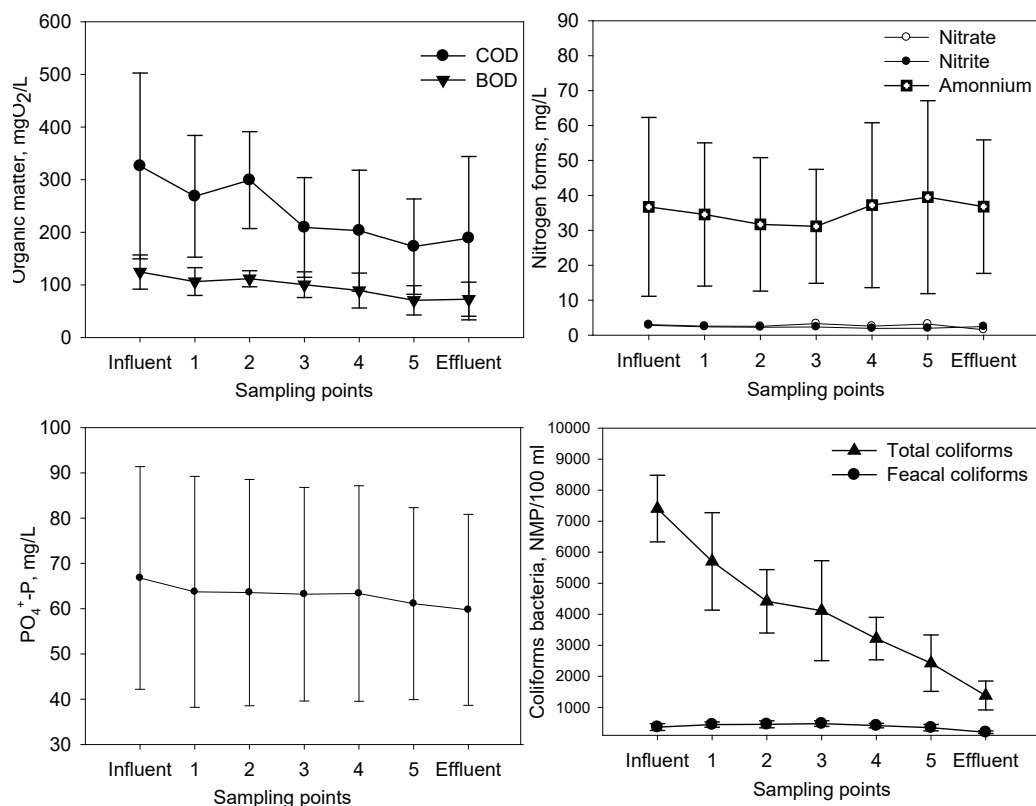 600
500
400
300
200
100
0
Organic matter, mgO2/L
COD
BOD
Influent 1 2 3 4 5 Effluent
Sampling points
90
80
70
60
50
40
30
20
10
0
Nitrogen forms, mg/L
Nitrate
Nitrite
Amonnium
Influent 1 2 3 4 5 Effluent
Sampling points
100
90
80
70
60
50
40
30
PO4+-P, mg/L
Influent 1 2 3 4 5 Effluent
Sampling points
10000
9000
8000
7000
6000
5000
4000
3000
2000
1000
Coliforms bacteria, NMP/100 ml
Total coliforms
Feacal coliforms
Influent 1 2 3 4 5 Effluent
Sampling points